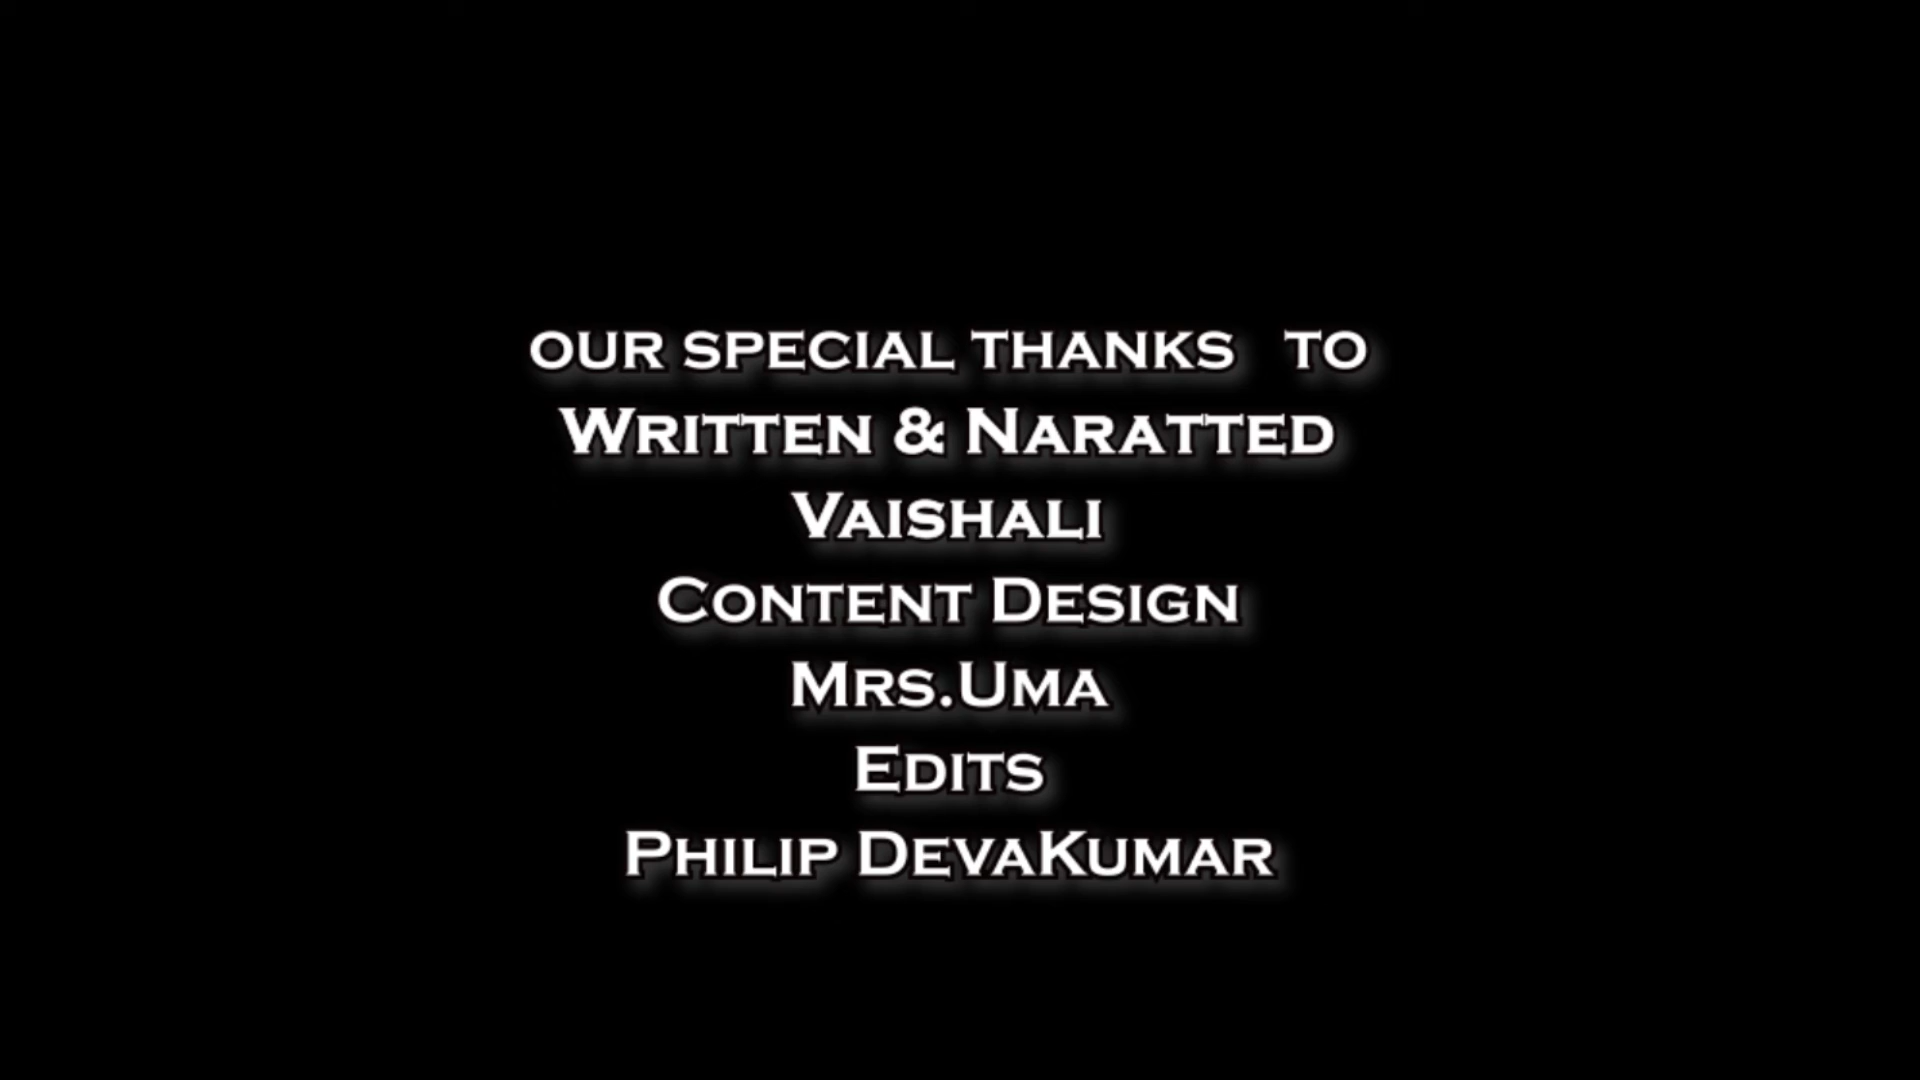 OUR SPECIAL THANKS TO
WRITTEN & NARATTED
VAISHALI
CONTENT DESIGN
MRS.UMA
EDITS
PHILIP DEVAKUMAR